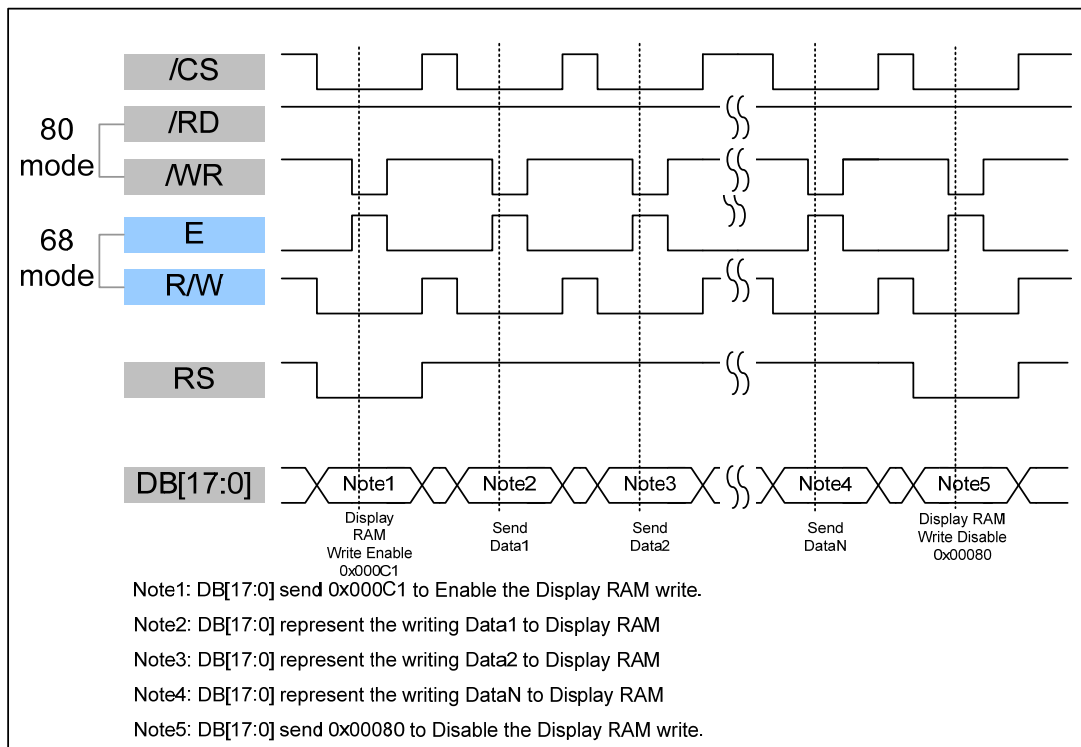 /CS
80
mode
/RD
/WR
68
mode
E
R/W
RS
DB[17:0]
Note1
Note2
Note3
Note4
Note5
Display
RAM
Write Enable
0x000C1
Send
Data1
Send
Data2
Send
DataN
Display RAM
Write Disable
0x00080
Note1: DB[17:0] send 0x000C1 to Enable the Display RAM write.
Note2: DB[17:0] represent the writing Data1 to Display RAM
Note3: DB[17:0] represent the writing Data2 to Display RAM
Note4: DB[17:0] represent the writing DataN to Display RAM
Note5: DB[17:0] send 0x00080 to Disable the Display RAM write.